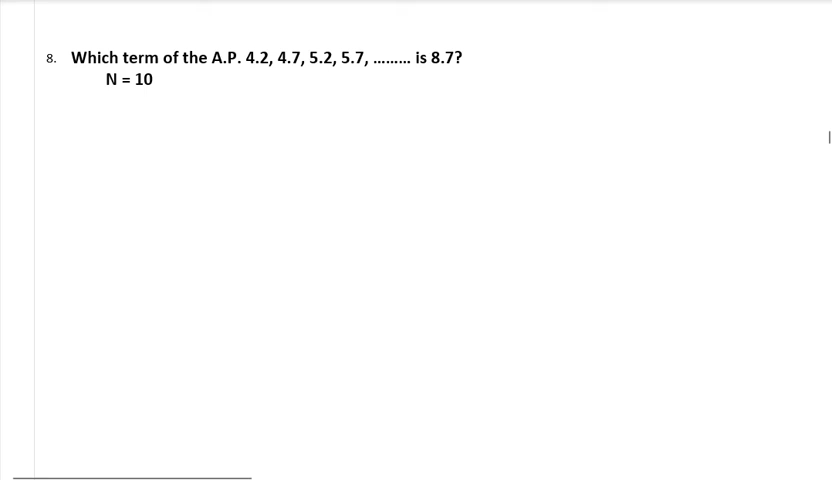 8. Which term of the A.P. 4.2, 4.7, 5.2, 5.7, ......... is 8.7?
N = 10